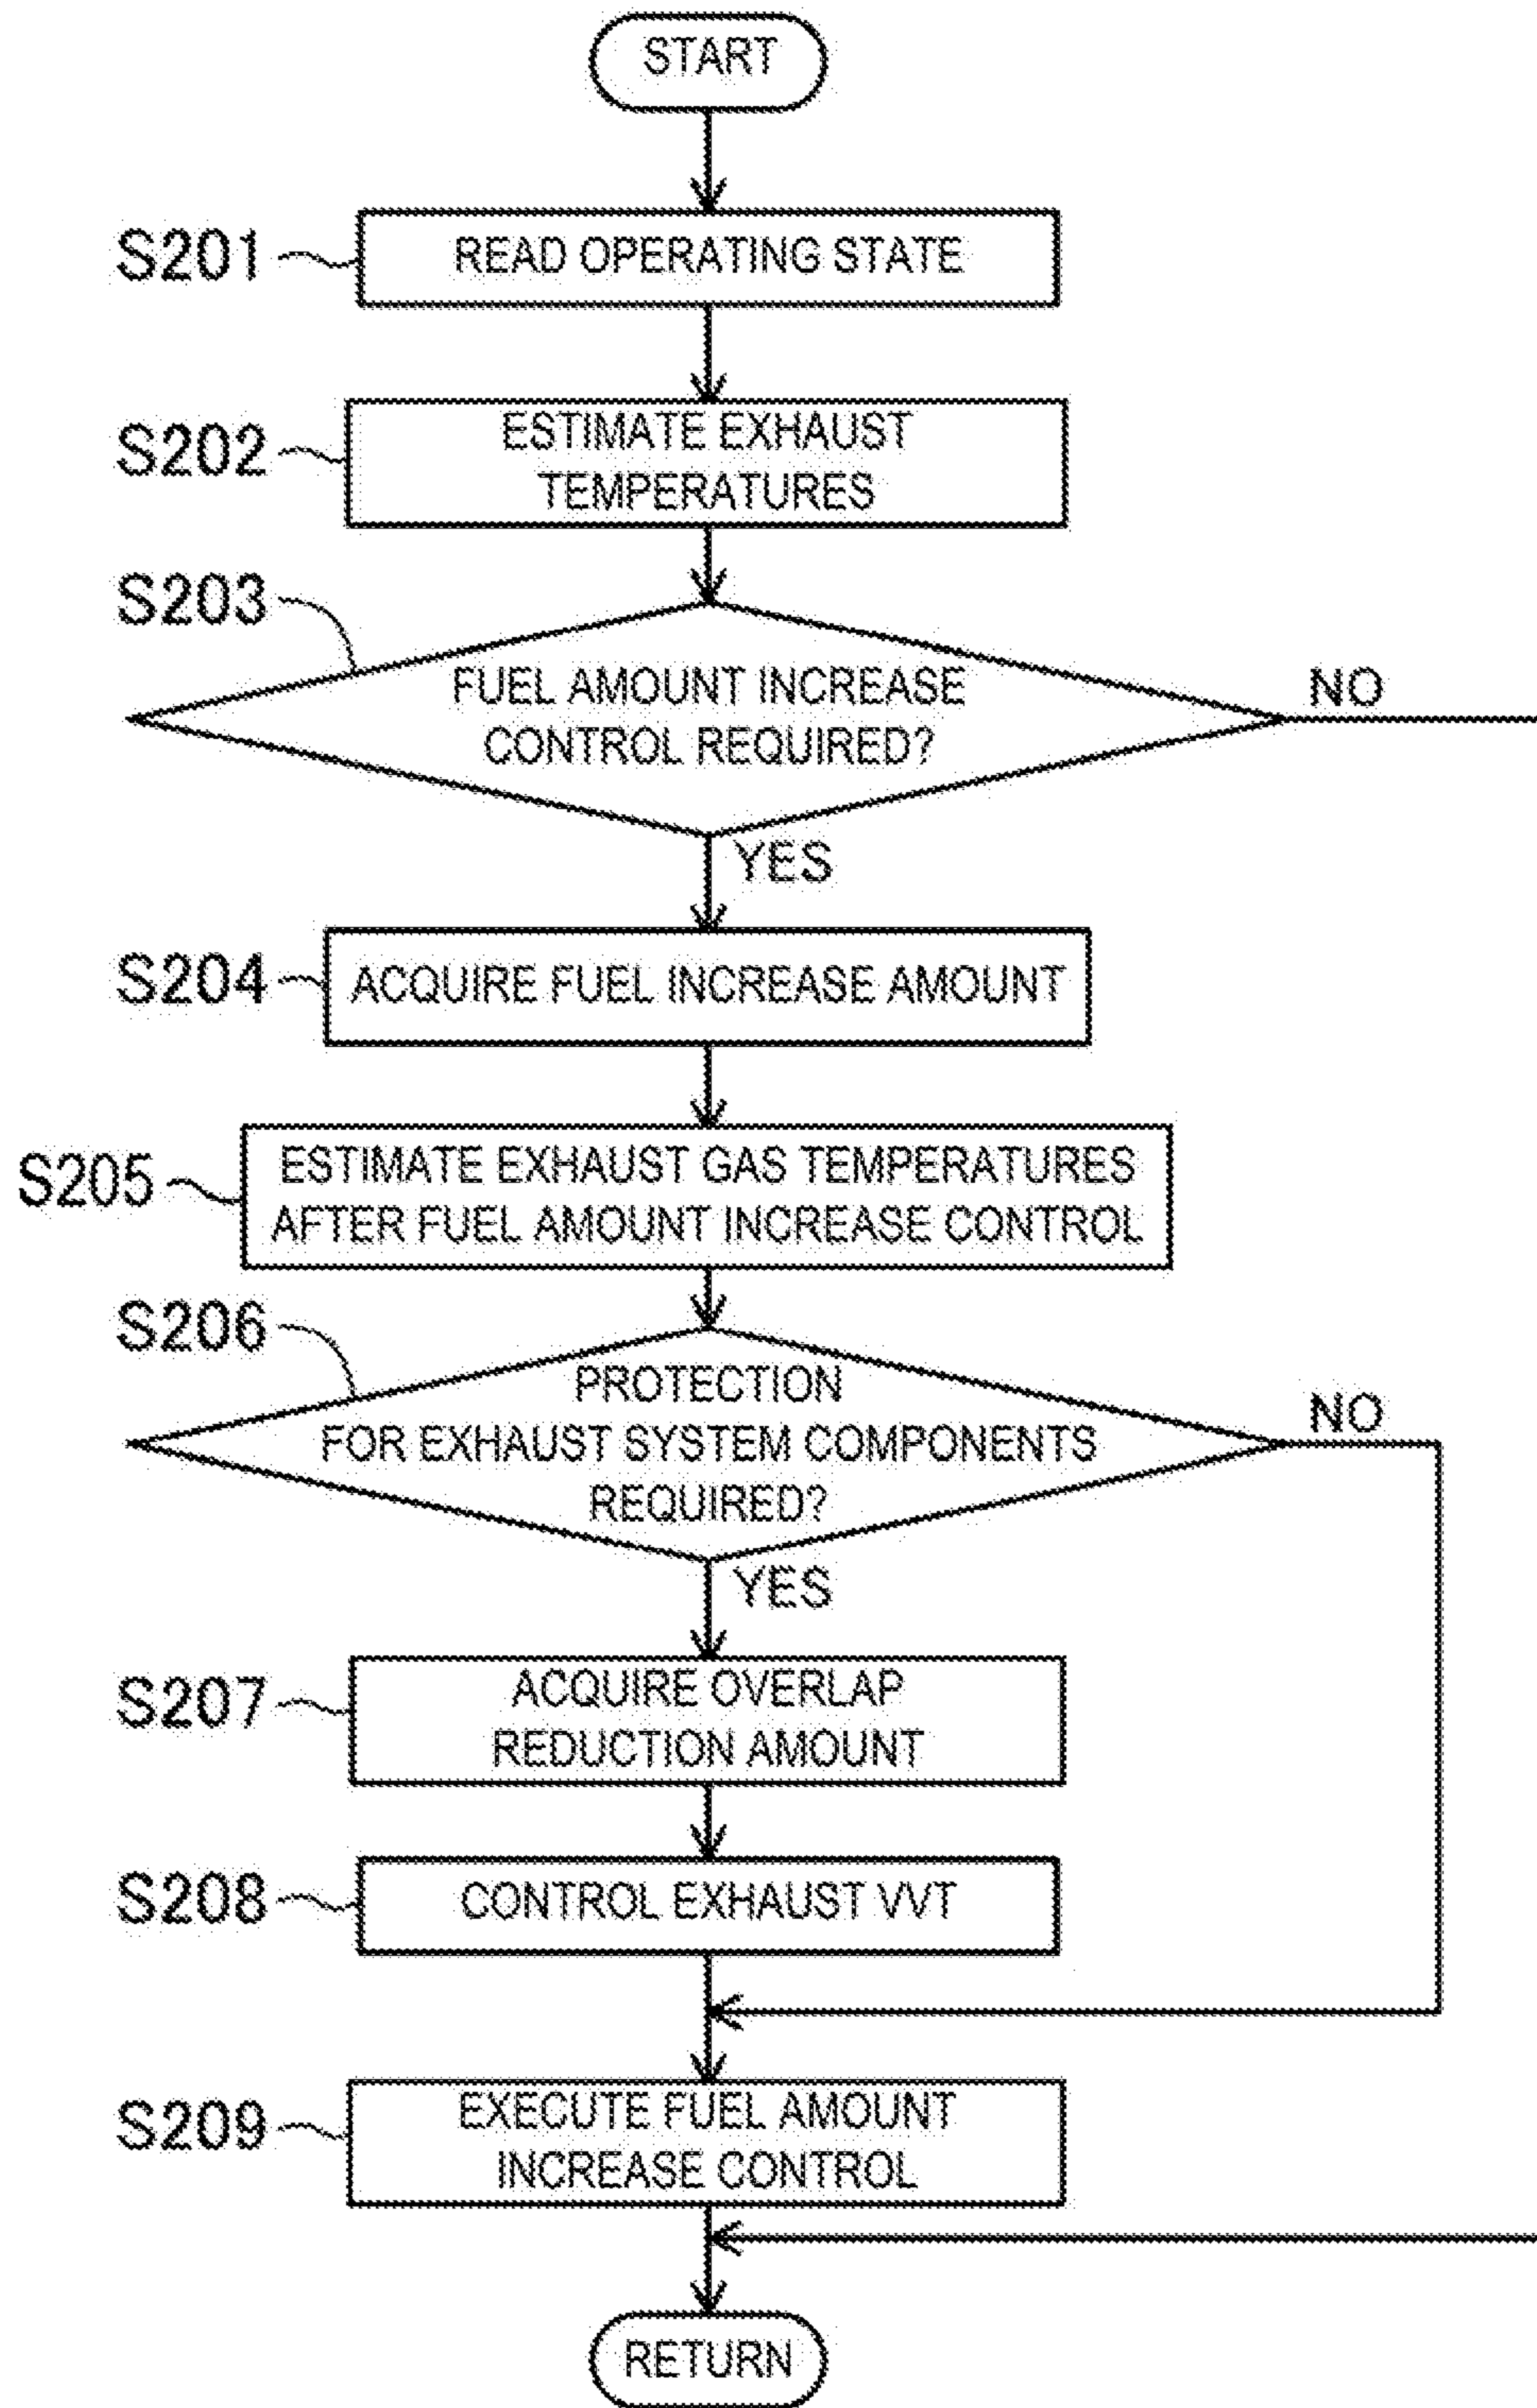 START
S201
READ OPERATING STATE
S202
ESTIMATE EXHAUST
TEMPERATURES
S203
FUEL AMOUNT INCREASE
CONTROL REQUIRED?
NO
YES
S204
ACQUIRE FUEL INCREASE AMOUNT
S205
ESTIMATE EXHAUST GAS TEMPERATURES
AFTER FUEL AMOUNT INCREASE CONTROL
S206
PROTECTION
FOR EXHAUST SYSTEM COMPONENTS
REQUIRED?
NO
YES
S207
ACQUIRE OVERLAP
REDUCTION AMOUNT
S208
CONTROL EXHAUST VVT
S209
EXECUTE FUEL AMOUNT
INCREASE CONTROL
RETURN